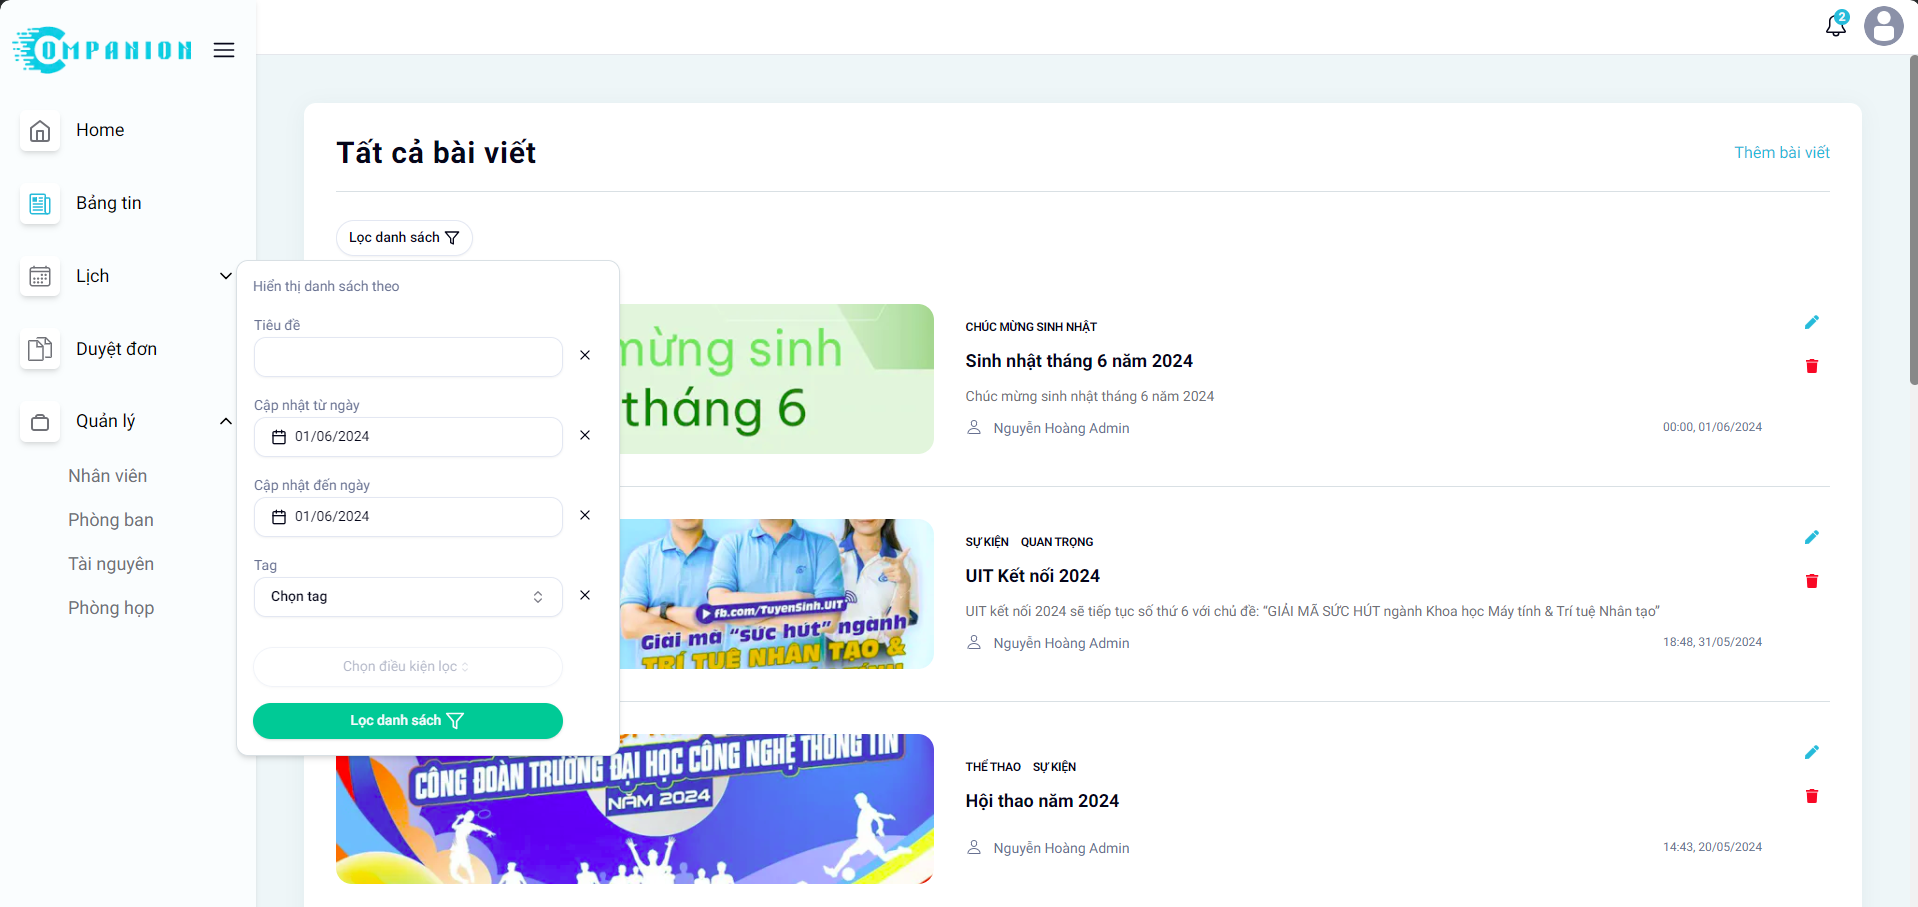 COMPANION
2
Home
Bảng tin
Lịch
Duyệt đơn
Quản lý
Nhân viên
Phòng ban
Tài nguyên
Phòng họp
Tất cả bài viết
Thêm bài viết
Lọc danh sách
Hiển thị danh sách theo
Tiêu đề
Cập nhật từ ngày
01/06/2024
Cập nhật đến ngày
01/06/2024
Tag
Chọn tag
Chọn điều kiện lọc
Lọc danh sách
mừng sinh
tháng 6
CHÚC MỪNG SINH NHẬT
Sinh nhật tháng 6 năm 2024
Chúc mừng sinh nhật tháng 6 năm 2024
Nguyễn Hoàng Admin
00:00, 01/06/2024
fb.com/TuyenSinh.UIT
Giải mã “sức hút” ngành
TRÍ TUỆ NHÂN TẠO &
SỰ KIỆN QUAN TRỌNG
UIT Kết nối 2024
UIT kết nối 2024 sẽ tiếp tục số thứ 6 với chủ đề: “GIẢI MÃ SỨC HÚT ngành Khoa học Máy tính & Trí tuệ Nhân tạo”
Nguyễn Hoàng Admin
18:48, 31/05/2024
CÔNG ĐOÀN TRƯỜNG ĐẠI HỌC CÔNG NGHỆ THÔNG TIN
NĂM 2024
THỂ THAO SỰ KIỆN
Hội thao năm 2024
Nguyễn Hoàng Admin
14:43, 20/05/2024